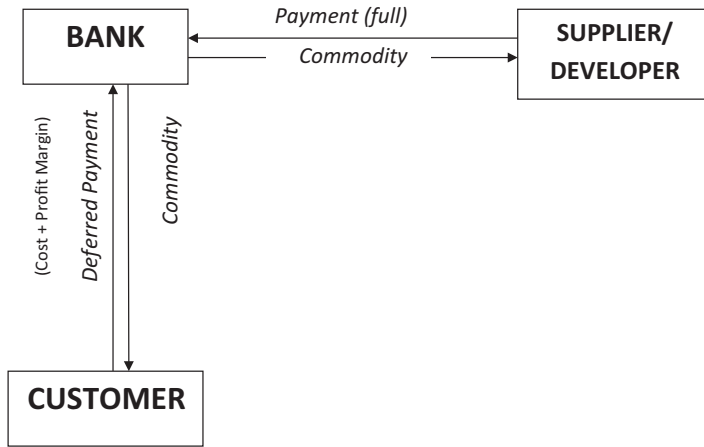 BANK
Payment (full)
Commodity
SUPPLIER/
DEVELOPER
(Cost + Profit Margin)
Deferred Payment
Commodity
CUSTOMER